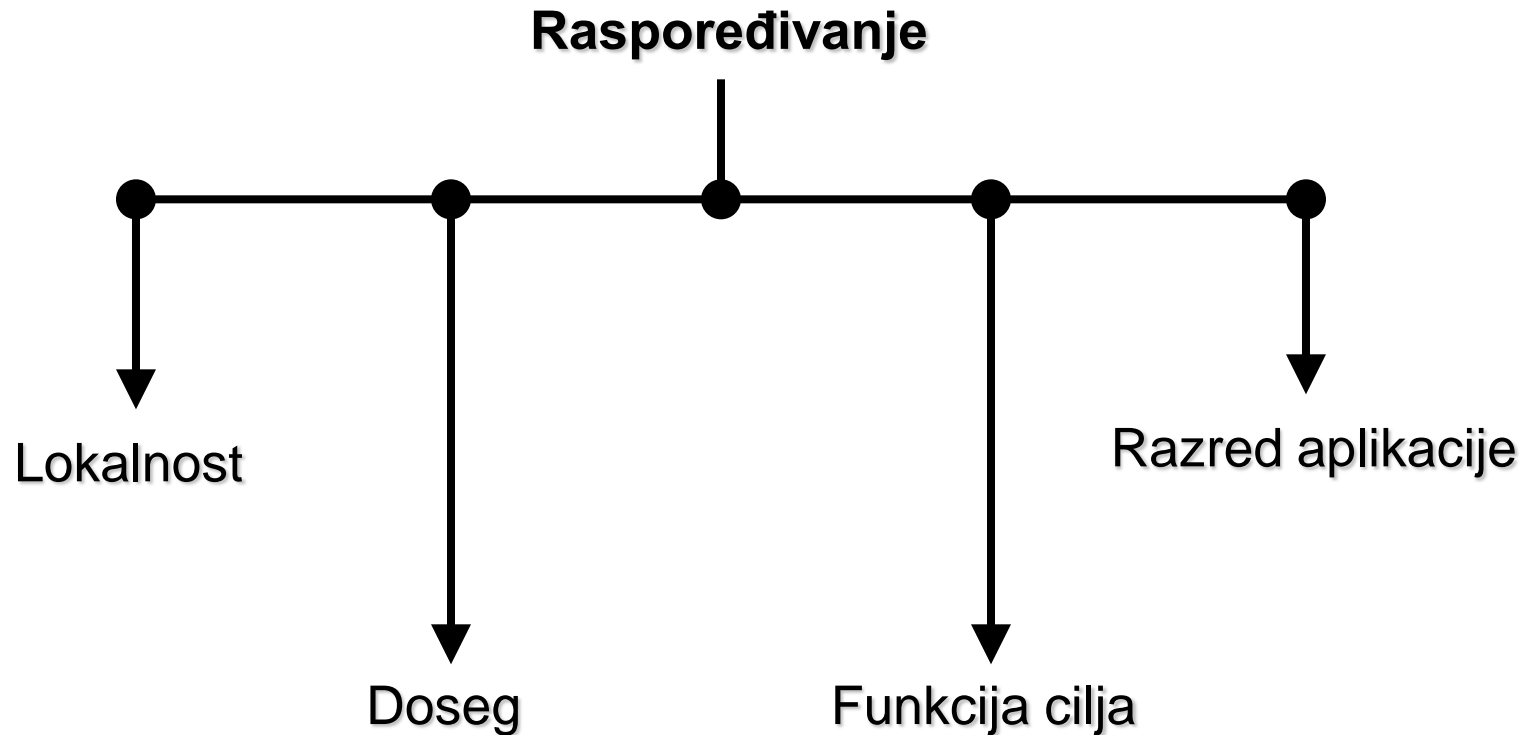 Raspoređivanje
Lokalnost
Razred aplikacije
Doseg
Funkcija cilja